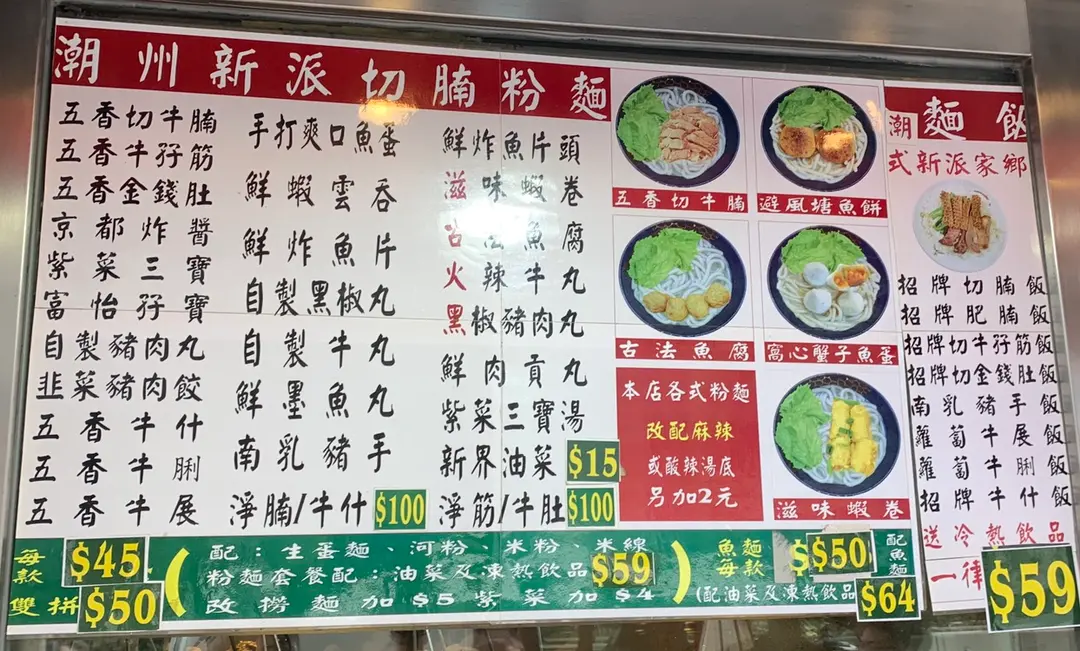 潮州新派切腩粉麵
五香切牛腩
五香牛孖筋
五香金錢肚
京都炸醬
紫菜三寶
富怡孖寶
自製豬肉丸
韭菜豬肉餃
五香牛什
五香牛脷
五香牛展
手打爽口魚蛋
鮮蝦雲吞
鮮炸魚片
自製黑椒丸
自製牛丸
鮮墨魚丸
南乳豬手
淨腩/牛什 $100
鮮炸魚片頭
滋味蝦卷
古法魚腐
火辣牛丸
黑椒豬肉丸
鮮肉貢丸
紫菜三寶湯
新界油菜 $15
淨筋/牛肚 $100
五香切牛腩
避風塘魚餅
古法魚腐
窩心蟹子魚蛋
本店各式粉麵
改配麻辣
或酸辣湯底
另加2元
滋味蝦卷
潮麵飯
式新派家鄉
招牌切腩飯
招牌肥腩飯
招牌切牛孖筋飯
招牌切金錢肚飯
南乳豬手飯
蘿蔔牛展飯
蘿蔔牛脷飯
招牌牛什飯
送冷熱飲品
一律 $59
每款 $45
雙拼 $50
(配：生蛋麵、河粉、米粉、米線
粉麵套餐配：油菜及凍熱飲品 $59
改撈麵加$5 紫菜加$4)
魚麵每款 $50
配魚麵
(配油菜及凍熱飲品 $64